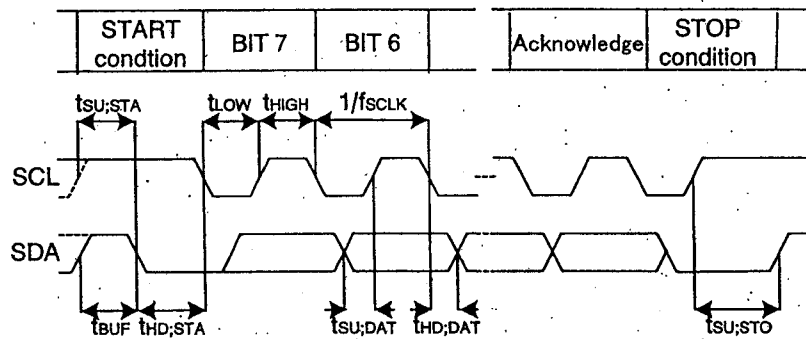 START condtion
BIT 7
BIT 6
Acknowledge
STOP condition
tSU;STA
tLOW
tHIGH
1/fSCLK
SCL
SDA
tBUF
tHD;STA
tSU;DAT
tHD;DAT
tSU;STO